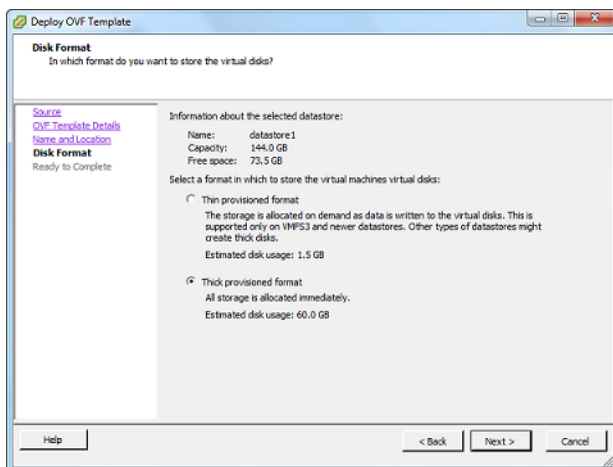 Deploy OVF Template
Disk Format
In which format do you want to store the virtual disks?
Source
OVF Template Details
Name and Location
Disk Format
Ready to Complete
Information about the selected datastore:
Name: datastore1
Capacity: 144.0 GB
Free space: 73.5 GB
Select a format in which to store the virtual machines virtual disks:
Thin provisioned format
The storage is allocated on demand as data is written to the virtual disks. This is
supported only on VMFS3 and newer datastores. Other types of datastores might
create thick disks.
Estimated disk usage: 1.5 GB
Thick provisioned format
All storage is allocated immediately.
Estimated disk usage: 60.0 GB
Help
< Back
Next >
Cancel